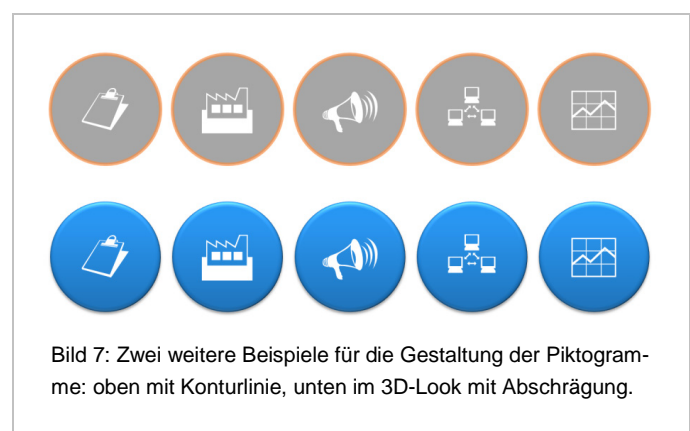 Bild 7: Zwei weitere Beispiele für die Gestaltung der Piktogram-
me: oben mit Konturlinie, unten im 3D-Look mit Abschrägung.